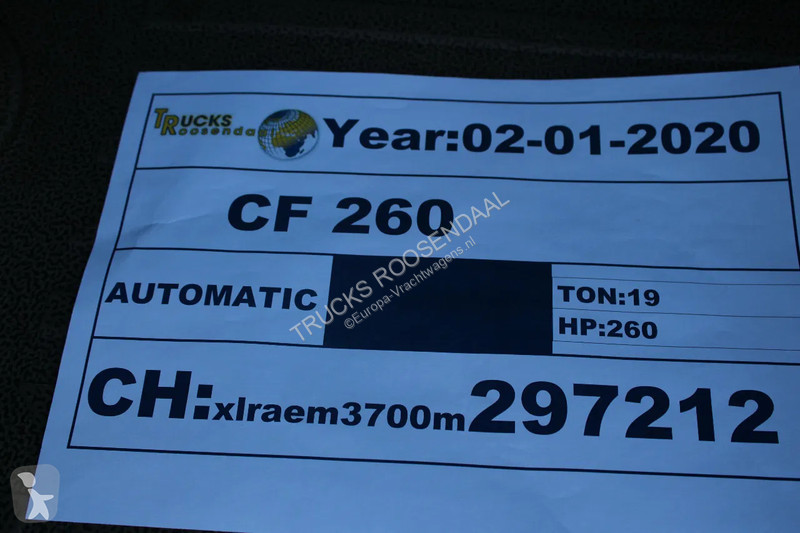 TRUCKS
Roosenda
Year:02-01-2020
CF 260
AUTOMATIC
TON:19
HP:260
CH:xlraem3700m297212
TRUCKS ROOSENDAAL
©Europa-Vrachtwagens.nl